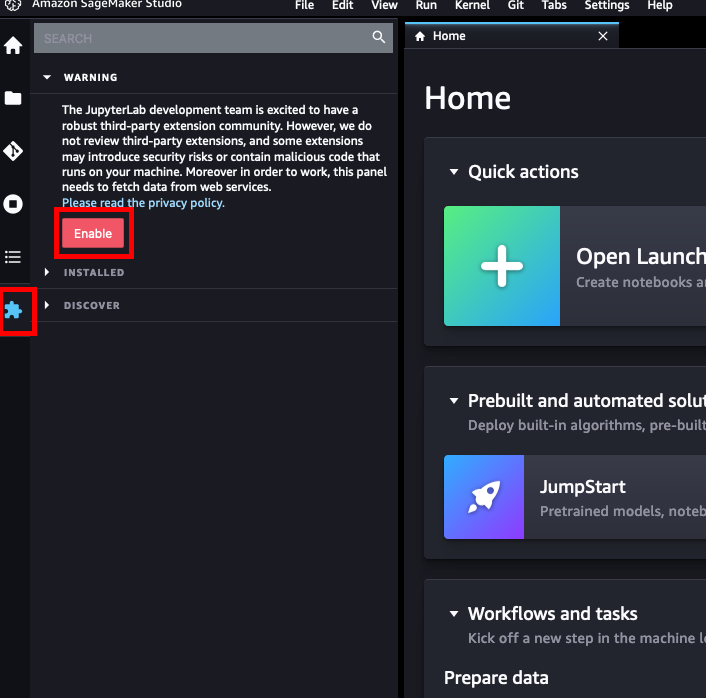 Amazon SageMaker Studio
File Edit View Run Kernel Git Tabs Settings Help
SEARCH
WARNING
The JupyterLab development team is excited to have a
robust third-party extension community. However, we do
not review third-party extensions, and some extensions
may introduce security risks or contain malicious code that
runs on your machine. Moreover in order to work, this panel
needs to fetch data from web services.
Please read the privacy policy.
Enable
INSTALLED
DISCOVER
Home
Home
Quick actions
Open Launch
Create notebooks a
Prebuilt and automated solut
Deploy built-in algorithms, pre-built
JumpStart
Pretrained models, noteb
Workflows and tasks
Kick off a new step in the machine le
Prepare data